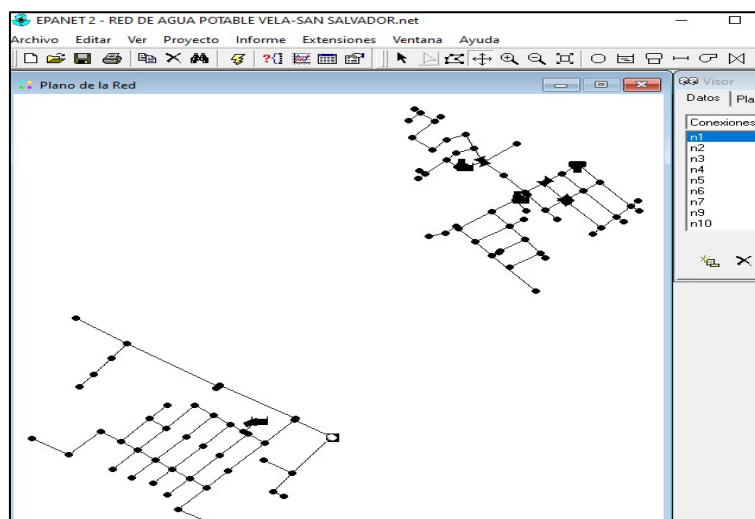 EPANET 2 - RED DE AGUA POTABLE VELA-SAN SALVADOR.net
Archivo Editar Ver Proyecto Informe Extensiones Ventana Ayuda
Plano de la Red
Visor
Datos Pla
Conexiones
n1
n2
n3
n4
n5
n6
n7
n9
n10